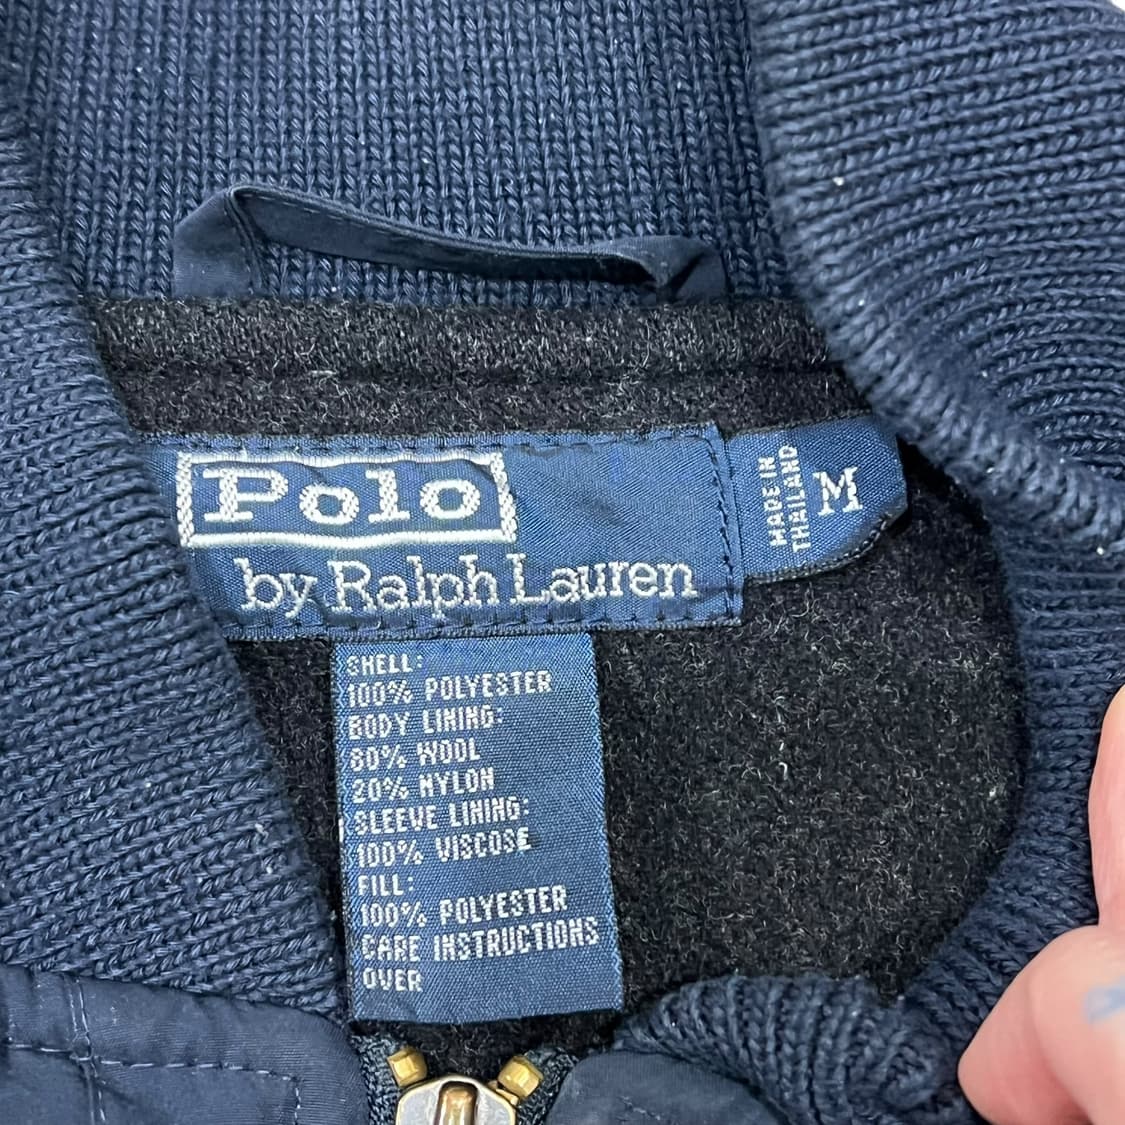 Polo
by Ralph Lauren
MADE IN
THAILAND
M
SHELL:
100% POLYESTER
BODY LINING:
80% WOOL
20% NYLON
SLEEVE LINING:
100% VISCOSE
FILL:
100% POLYESTER
CARE INSTRUCTIONS
OVER